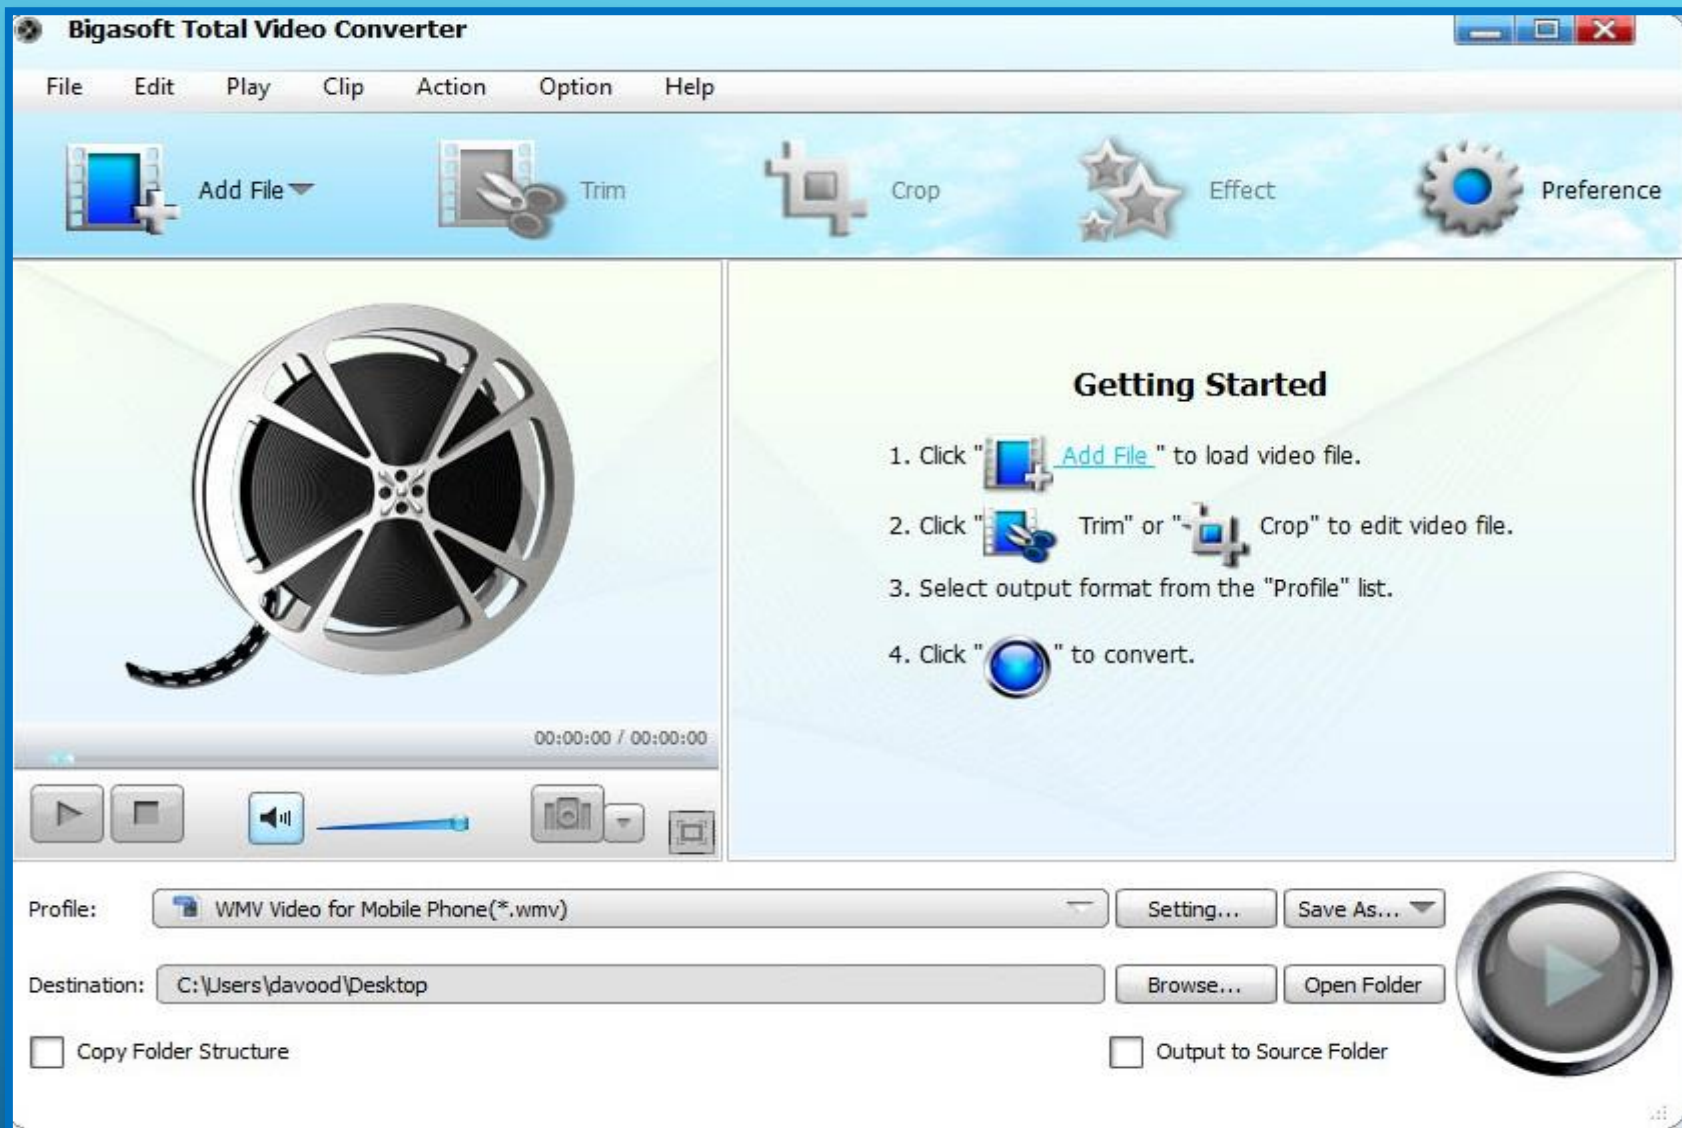 Bigasoft Total Video Converter
File Edit Play Clip Action Option Help
Add File Trim Crop Effect Preference
Getting Started
1. Click " Add File " to load video file.
2. Click " Trim" or " Crop" to edit video file.
3. Select output format from the "Profile" list.
4. Click " " to convert.
00:00:00 / 00:00:00
Profile: WMV Video for Mobile Phone(*.wmv) Setting... Save As...
Destination: C:\Users\davood\Desktop Browse... Open Folder
Copy Folder Structure Output to Source Folder